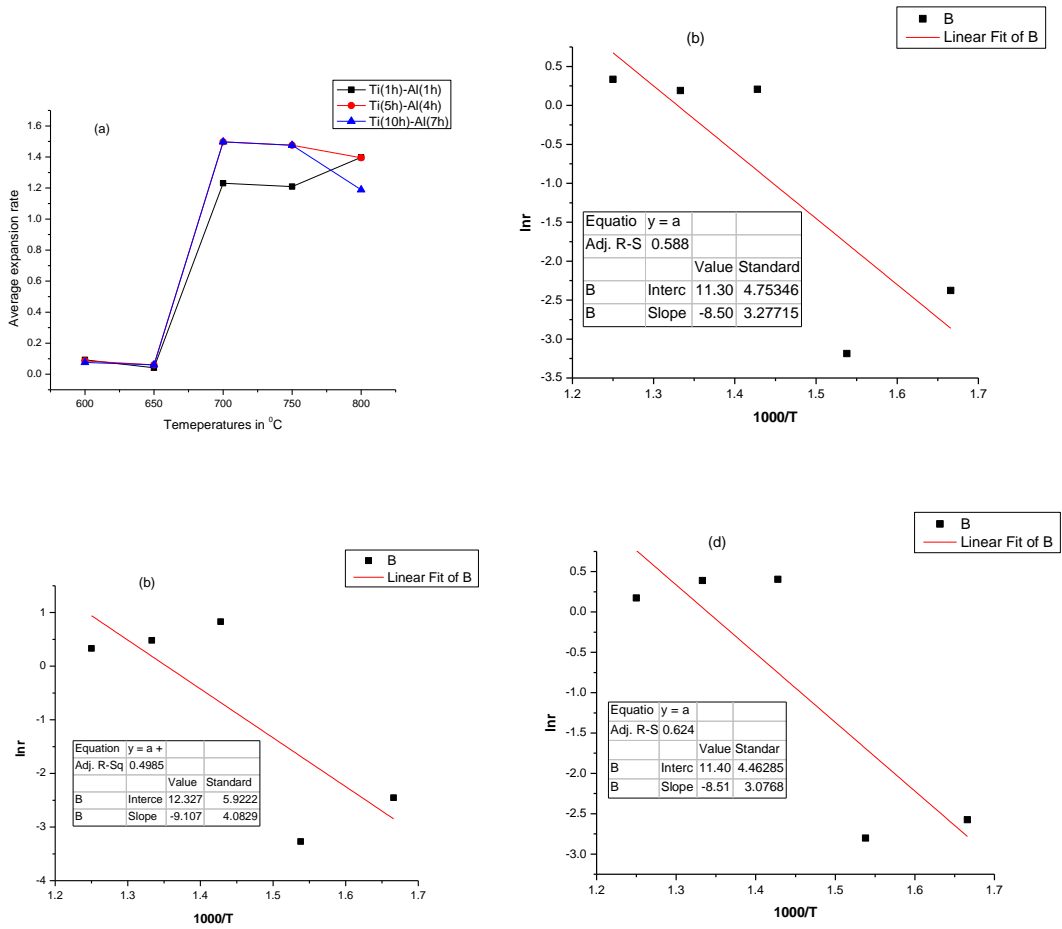 Ti(1h)-Al(1h)
Ti(5h)-Al(4h)
Ti(10h)-Al(7h)
(a)
Average expansion rate
1.6
1.4
1.2
1.0
0.8
0.6
0.4
0.2
0.0
600 650 700 750 800
Temeperatures in ⁰C
B
Linear Fit of B
(b)
lnr
0.5
0.0
-0.5
-1.0
-1.5
-2.0
-2.5
-3.0
-3.5
Equatio y = a
Adj. R-S 0.588
Value Standard
B Interc 11.30 4.75346
B Slope -8.50 3.27715
1.2 1.3 1.4 1.5 1.6 1.7
1000/T
B
Linear Fit of B
(b)
lnr
1
0
-1
-2
-3
-4
Equation y = a +
Adj. R-Sq 0.4985
Value Standard
B Interce 12.327 5.9222
B Slope -9.107 4.0829
1.2 1.3 1.4 1.5 1.6 1.7
1000/T
B
Linear Fit of B
(d)
lnr
0.5
0.0
-0.5
-1.0
-1.5
-2.0
-2.5
-3.0
Equatio y = a
Adj. R-S 0.624
Value Standar
B Interc 11.40 4.46285
B Slope -8.51 3.0768
1.2 1.3 1.4 1.5 1.6 1.7
1000/T